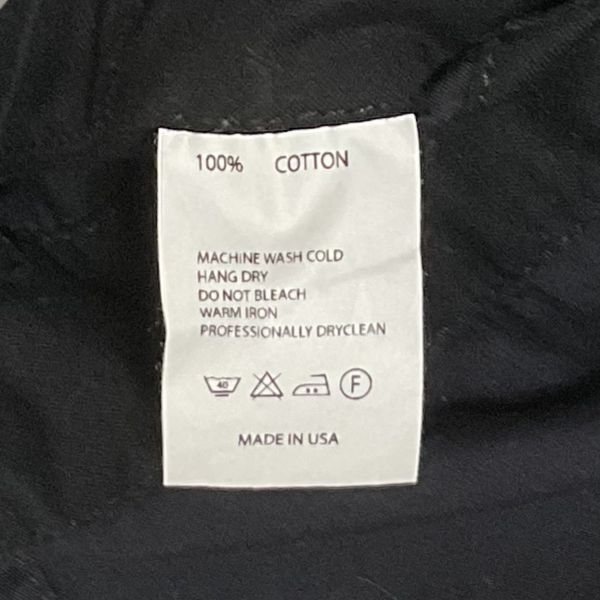 100% COTTON
MACHINE WASH COLD
HANG DRY
DO NOT BLEACH
WARM IRON
PROFESSIONALLY DRYCLEAN
40 F
MADE IN USA